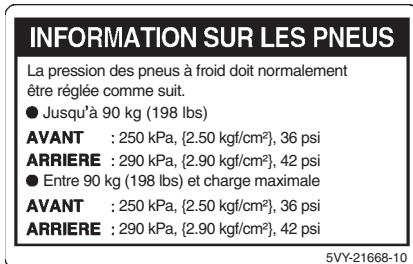 INFORMATION SUR LES PNEUS
La pression des pneus à froid doit normalement
être réglée comme suit.
● Jusqu'à 90 kg (198 lbs)
AVANT : 250 kPa, {2.50 kgf/cm²}, 36 psi
ARRIERE : 290 kPa, {2.90 kgf/cm²}, 42 psi
● Entre 90 kg (198 lbs) et charge maximale
AVANT : 250 kPa, {2.50 kgf/cm²}, 36 psi
ARRIERE : 290 kPa, {2.90 kgf/cm²}, 42 psi
5VY-21668-10